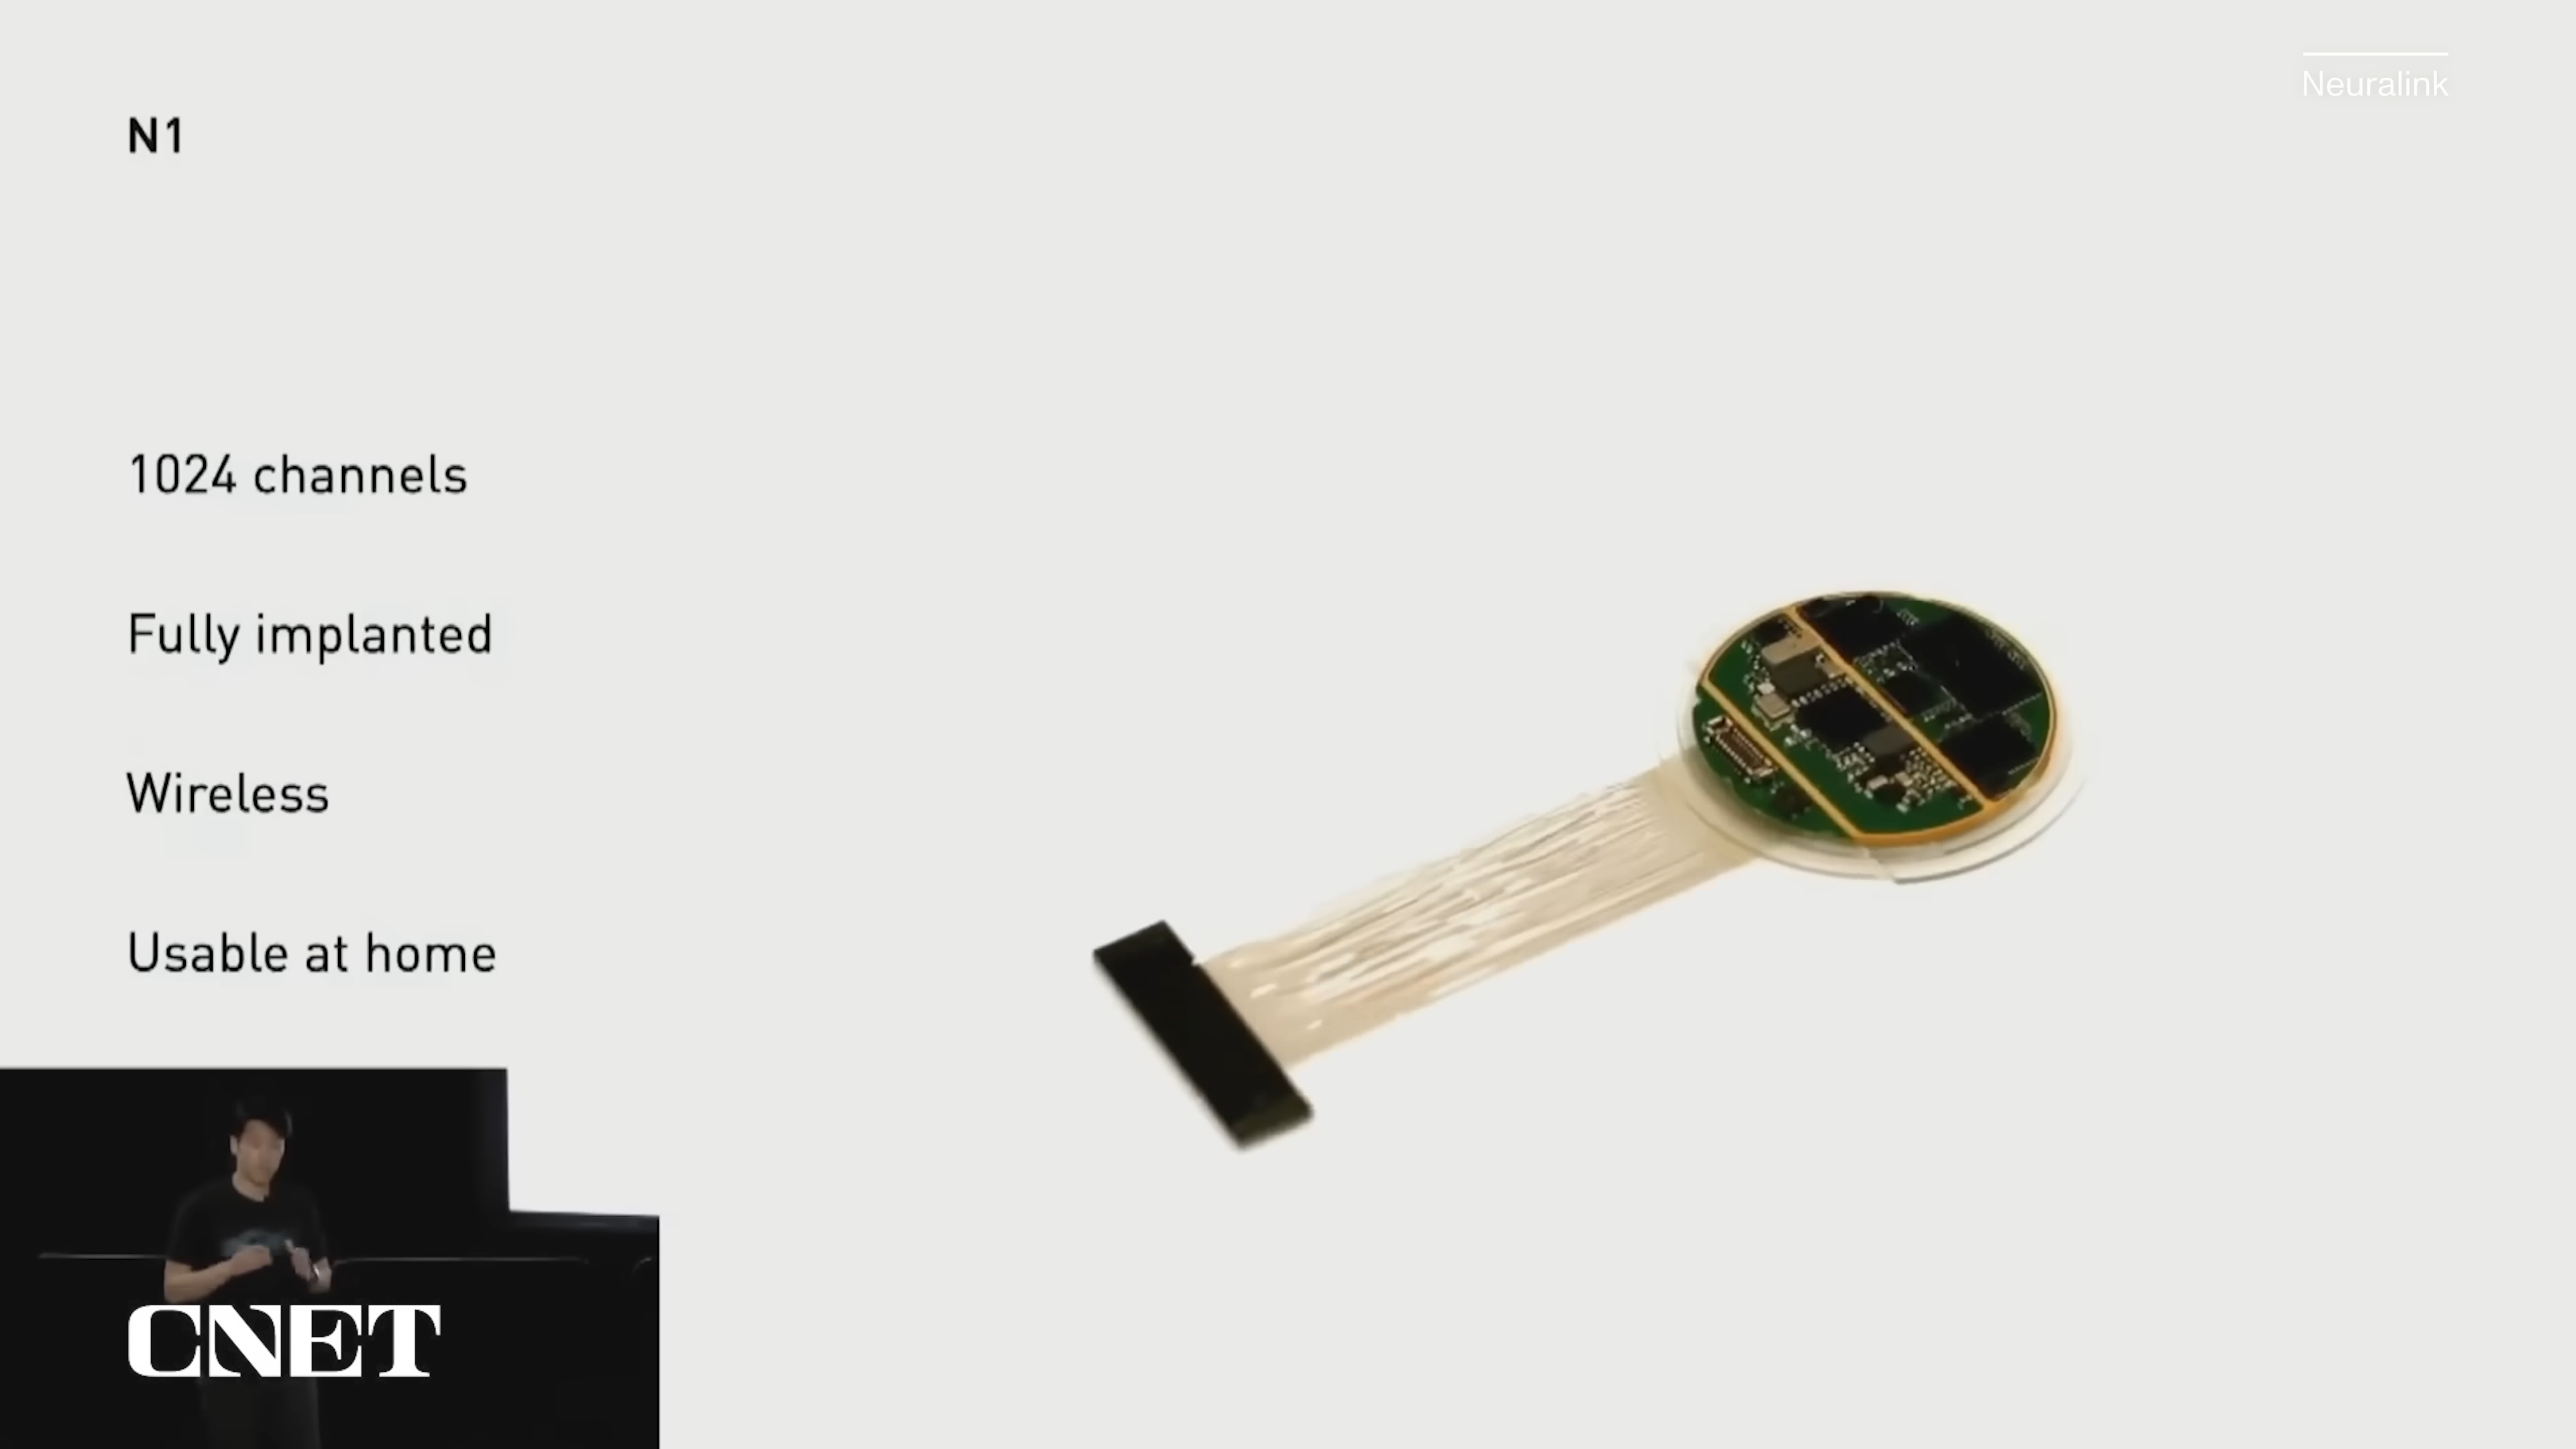 Neuralink
N1
1024 channels
Fully implanted
Wireless
Usable at home
CNET